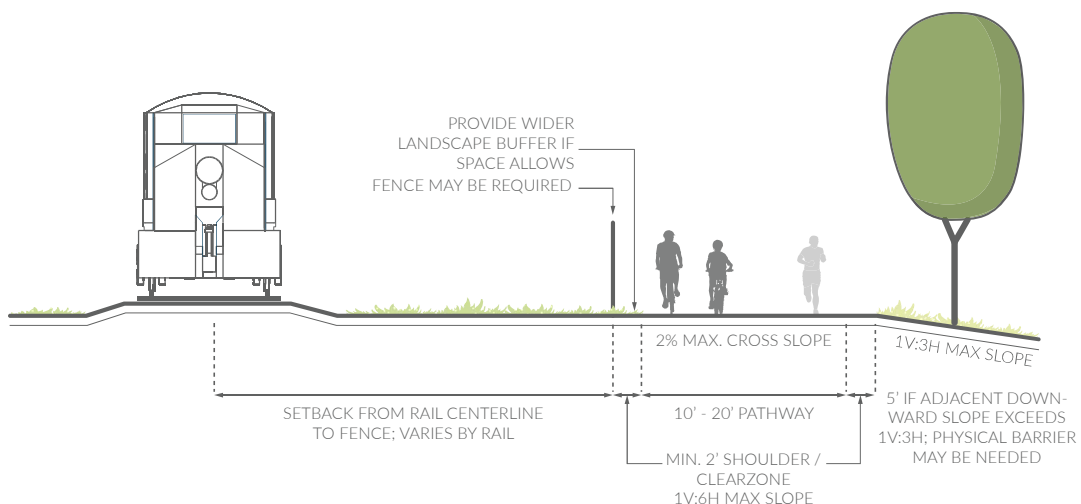 PROVIDE WIDER
LANDSCAPE BUFFER IF
SPACE ALLOWS
FENCE MAY BE REQUIRED
2% MAX. CROSS SLOPE
1V:3H MAX SLOPE
SETBACK FROM RAIL CENTERLINE
TO FENCE; VARIES BY RAIL
10' - 20' PATHWAY
5' IF ADJACENT DOWN-
WARD SLOPE EXCEEDS
1V:3H; PHYSICAL BARRIER
MAY BE NEEDED
MIN. 2' SHOULDER /
CLEARZONE
1V:6H MAX SLOPE